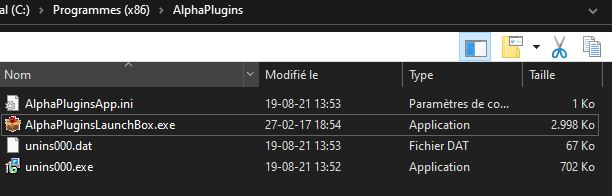 al (C:) > Programmes (x86) > AlphaPlugins
Nom Modifié le Type Taille
AlphaPluginsApp.ini 19-08-21 13:53 Paramètres de co... 1 Ko
AlphaPluginsLaunchBox.exe 27-02-17 18:54 Application 2.998 Ko
unins000.dat 19-08-21 13:53 Fichier DAT 67 Ko
unins000.exe 19-08-21 13:52 Application 702 Ko